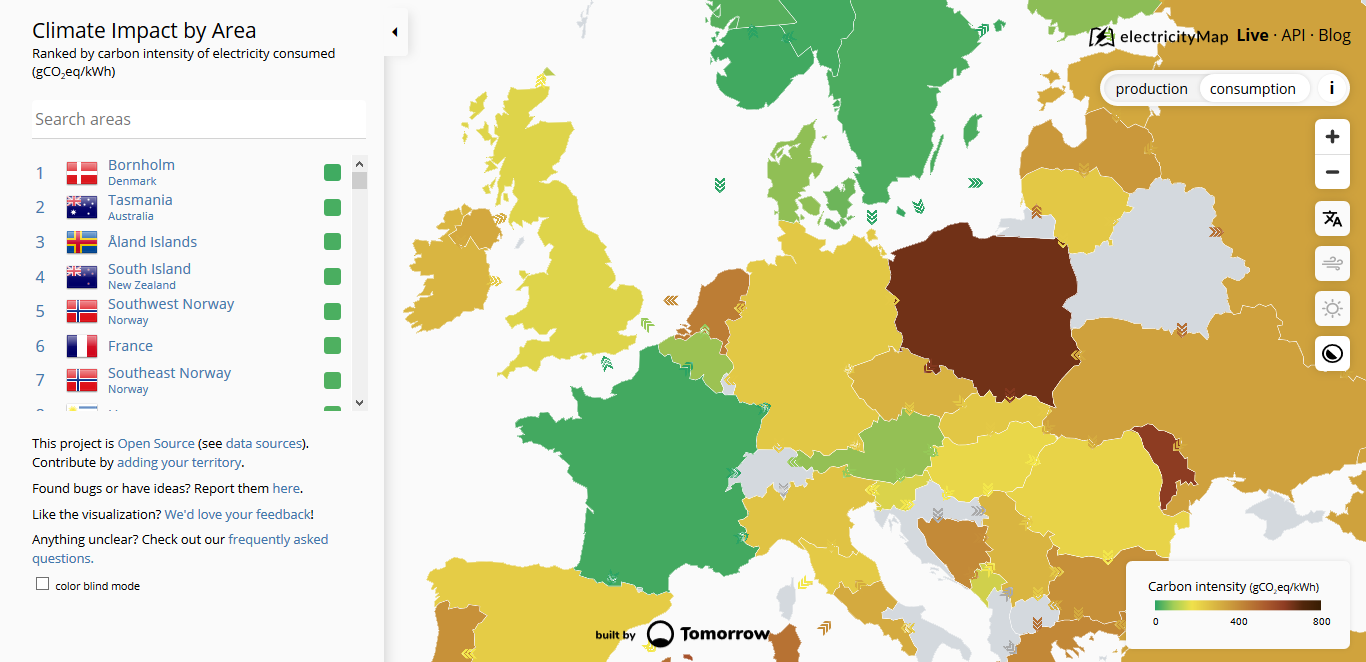 Climate Impact by Area
Ranked by carbon intensity of electricity consumed
(gCO₂eq/kWh)
Search areas
1
Bornholm
Denmark
2
Tasmania
Australia
3
Åland Islands
4
South Island
New Zealand
5
Southwest Norway
Norway
6
France
7
Southeast Norway
Norway
This project is Open Source (see data sources).
Contribute by adding your territory.
Found bugs or have ideas? Report them here.
Like the visualization? We'd love your feedback!
Anything unclear? Check out our frequently asked
questions.
color blind mode
electricityMap Live · API · Blog
production consumption i
+
−
文A
Carbon intensity (gCO₂eq/kWh)
0 400 800
built by Tomorrow